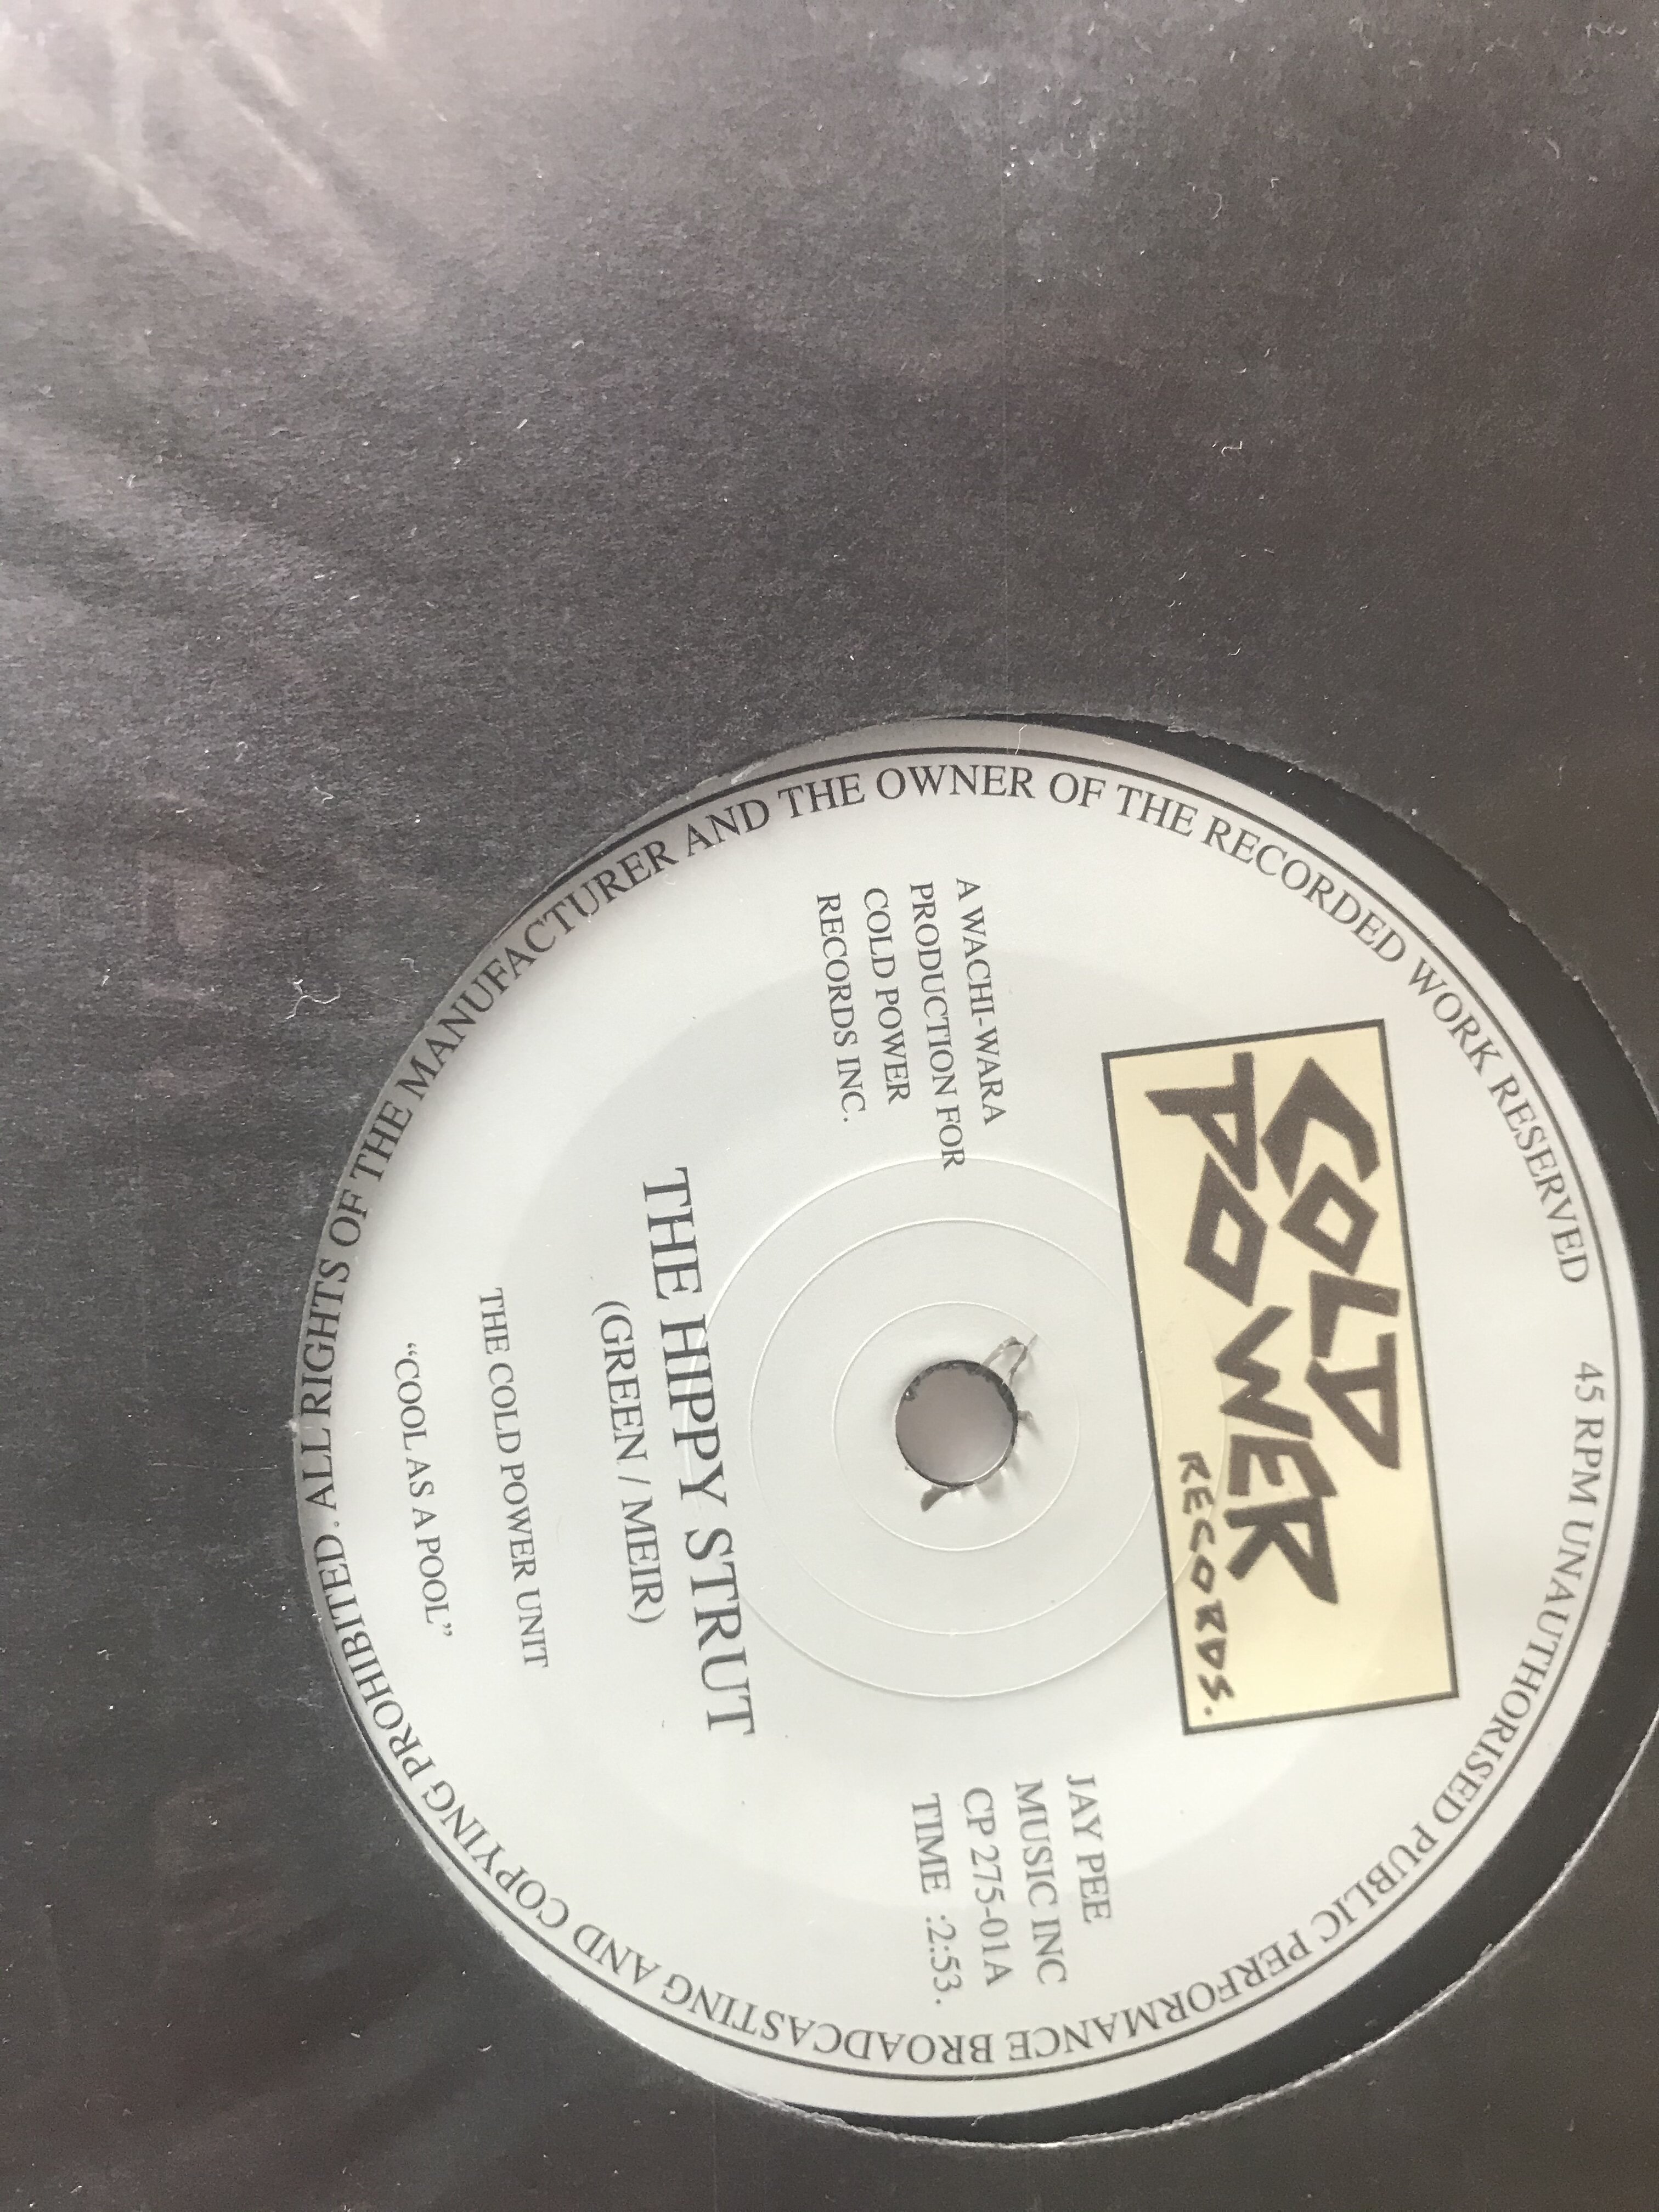 COLD
POWER
RECORDS.
A WACHI-WARA
PRODUCTION FOR
COLD POWER
RECORDS INC.
JAY PEE
MUSIC INC
CP 275-01A
TIME :2:53.
THE HIPPY STRUT
(GREEN / MEIR)
THE COLD POWER UNIT
“COOL AS A POOL”
45 RPM UNAUTHORISED PUBLIC PERFORMANCE BROADCASTING AND COPYING PROHIBITED. ALL RIGHTS OF THE MANUFACTURER AND THE OWNER OF THE RECORDED WORK RESERVED